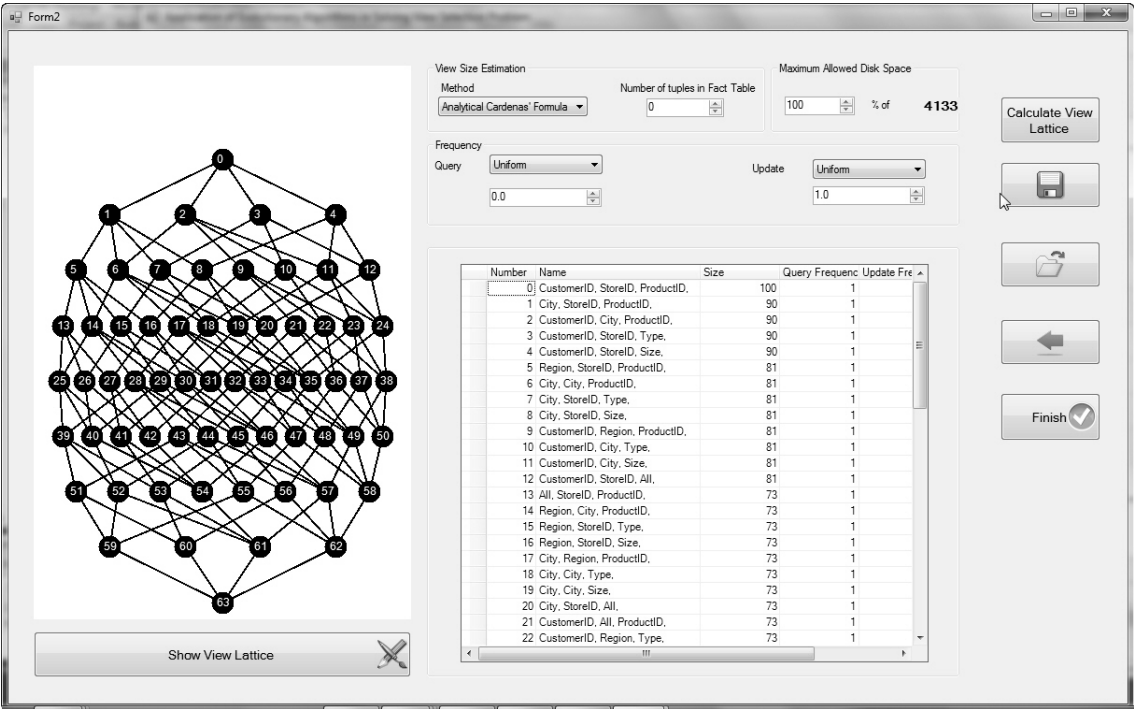 Form2
View Size Estimation
Method
Analytical Cardenas' Formula
Number of tuples in Fact Table
0
Maximum Allowed Disk Space
100 % of 4133
Calculate View Lattice
Frequency
Query Uniform
0.0
Update Uniform
1.0
Finish
0
1 2 3 4
5 6 7 8 9 10 11 12
13 14 15 16 17 18 19 20 21 22 23 24
25 26 27 28 29 30 31 32 33 34 35 36 37 38
39 40 41 42 43 44 45 46 47 48 49 50
51 52 53 54 55 56 57 58
59 60 61 62
63
Show View Lattice
Number Name Size Query Frequenc Update Fre
0 CustomerID, StoreID, ProductID, 100 1
1 City, StoreID, ProductID, 90 1
2 CustomerID, City, ProductID, 90 1
3 CustomerID, StoreID, Type, 90 1
4 CustomerID, StoreID, Size, 90 1
5 Region, StoreID, ProductID, 81 1
6 City, City, ProductID, 81 1
7 City, StoreID, Type, 81 1
8 City, StoreID, Size, 81 1
9 CustomerID, Region, ProductID, 81 1
10 CustomerID, City, Type, 81 1
11 CustomerID, City, Size, 81 1
12 CustomerID, StoreID, All, 81 1
13 All, StoreID, ProductID, 73 1
14 Region, City, ProductID, 73 1
15 Region, StoreID, Type, 73 1
16 Region, StoreID, Size, 73 1
17 City, Region, ProductID, 73 1
18 City, City, Type, 73 1
19 City, City, Size, 73 1
20 City, StoreID, All, 73 1
21 CustomerID, All, ProductID, 73 1
22 CustomerID, Region, Type, 73 1